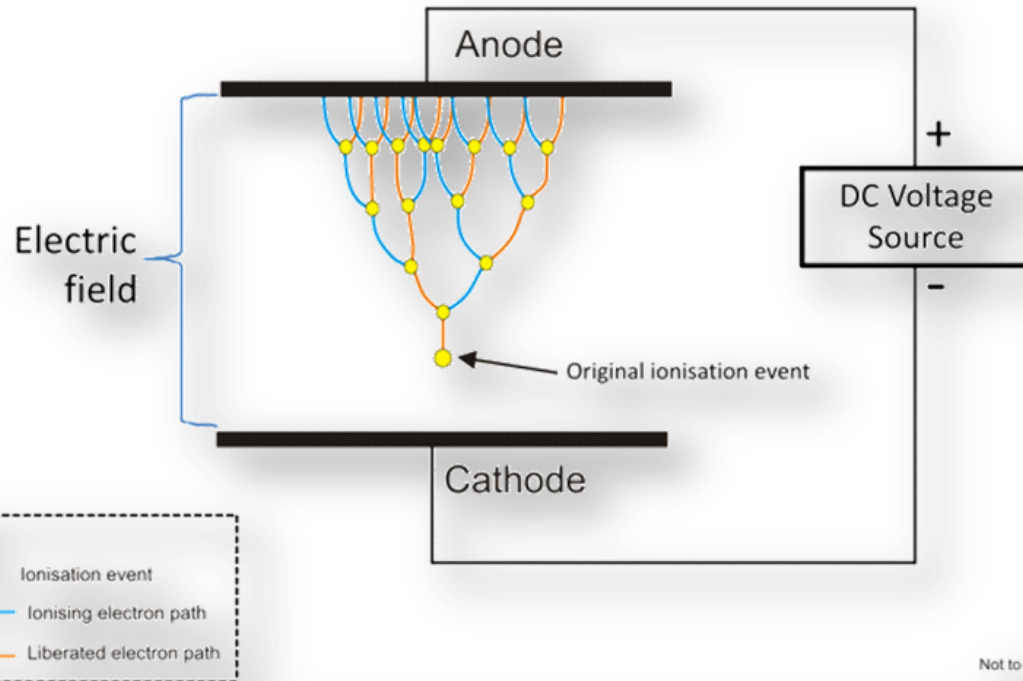 Anode
+
DC Voltage
Source
-
Electric
field
Original ionisation event
Cathode
Ionisation event
Ionising electron path
Liberated electron path
Not to